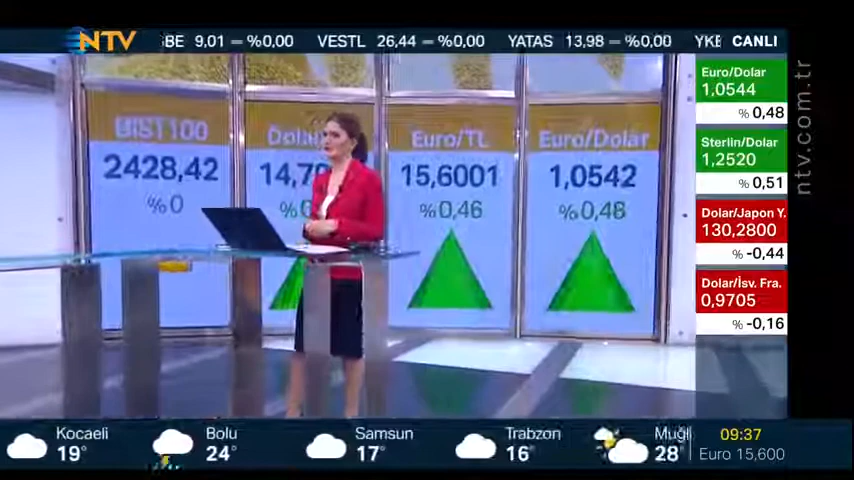 NTV
9,01 = %0,00 VESTL 26,44 = %0,00 YATAS 13,98 = %0,00
CANLI
BIST100
2428,42
%0
14,7
Euro/TL
15,6001
%0,46
Euro/Dolar
1,0542
%0,48
Euro/Dolar
1,0544
% 0,48
Sterlin/Dolar
1,2520
% 0,51
Dolar/Japon Y.
130,2800
% -0,44
Dolar/İsv. Fra.
0,9705
% -0,16
ntv.com.tr
Kocaeli
19°
Bolu
24°
Samsun
17°
Trabzon
16°
Muğl
28°
09:37
Euro 15,600